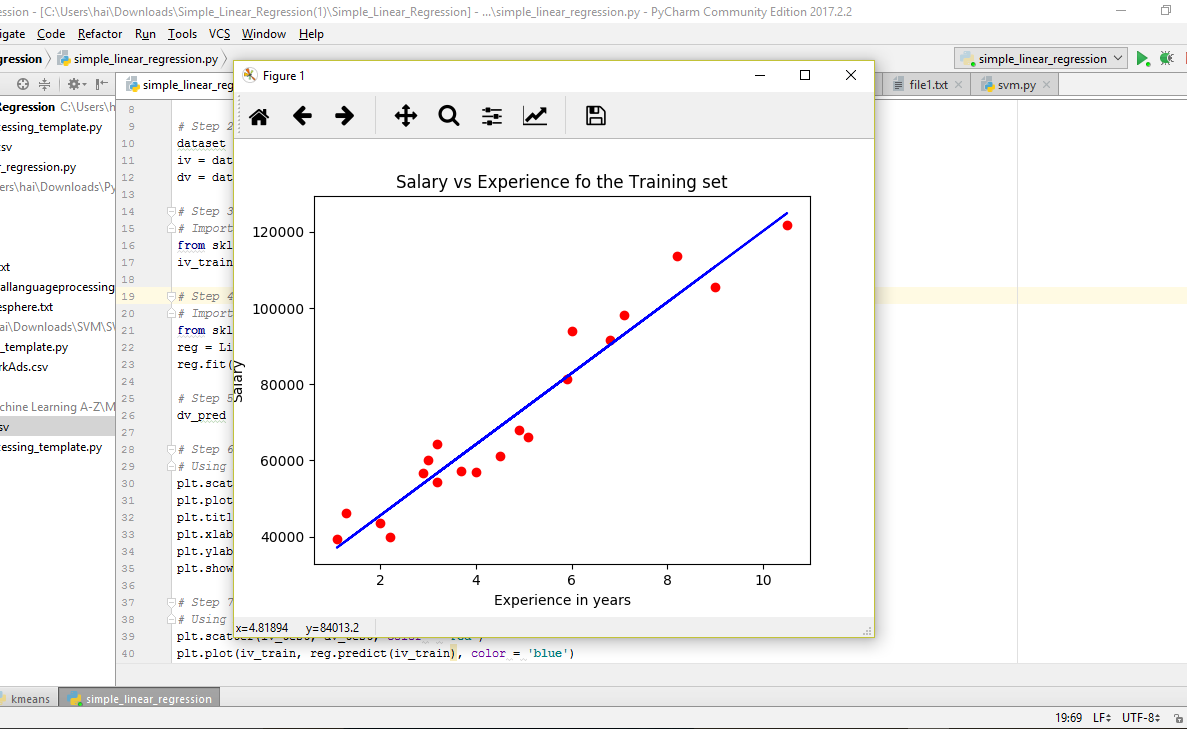 ession - [C:\Users\hai\Downloads\Simple_Linear_Regression(1)\Simple_Linear_Regression] - ...\simple_linear_regression.py - PyCharm Community Edition 2017.2.2
igate Code Refactor Run Tools VCS Window Help
gression simple_linear_regression.py simple_linear_regression
simple_linear_reg file1.txt svm.py
Regression C:\Users\h
essing_template.py
sv
r_regression.py
ers\hai\Downloads\Py
xt
allanguageprocessing
esphere.txt
ai\Downloads\SVM\SV
_template.py
rkAds.csv
chine Learning A-Z\M
sv
essing_template.py
8
9 # Step 2
10 dataset
11 iv = dat
12 dv = dat
13
14 # Step 3
15 # Import
16 from skl
17 iv_train
18
19 # Step 4
20 # Import
21 from skl
22 reg = Li
23 reg.fit(
24
25 # Step 5
26 dv_pred
27
28 # Step 6
29 # Using
30 plt.scat
31 plt.plot
32 plt.titl
33 plt.xlab
34 plt.ylab
35 plt.show
36
37 # Step 7
38 # Using
39 plt.scatter(iv_test, dv_test, color = 'red')
40 plt.plot(iv_train, reg.predict(iv_train), color = 'blue')
Figure 1
Salary vs Experience fo the Training set
120000
100000
80000
60000
40000
Salary
2 4 6 8 10
Experience in years
x=4.81894 y=84013.2
kmeans simple_linear_regression
19:69 LF UTF-8